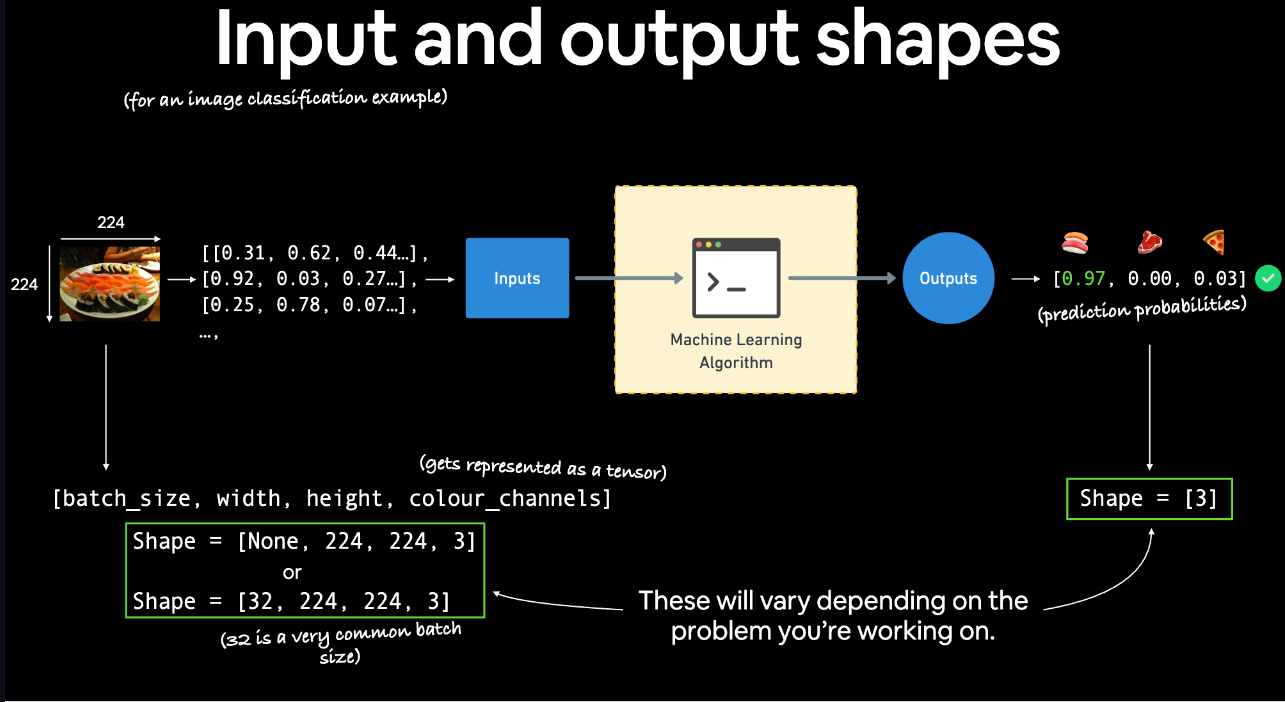 Input and output shapes
(for an image classification example)
224
224
[[0.31, 0.62, 0.44…],
[0.92, 0.03, 0.27…],
[0.25, 0.78, 0.07…],
…,
Inputs
Machine Learning
Algorithm
Outputs
[0.97, 0.00, 0.03]
(prediction probabilities)
(gets represented as a tensor)
[batch_size, width, height, colour_channels]
Shape = [None, 224, 224, 3]
or
Shape = [32, 224, 224, 3]
(32 is a very common batch
size)
Shape = [3]
These will vary depending on the
problem you’re working on.